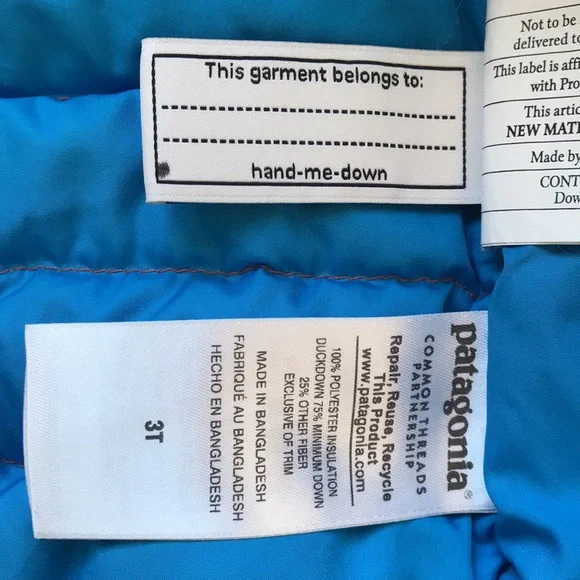 This garment belongs to:
hand-me-down
Not to be
delivered to
This label is affi
with Pro
This artic
NEW MATE
Made by
CONT
Dow
patagonia®
COMMON THREADS
PARTNERSHIP
Repair, Reuse, Recycle
This Product
www.patagonia.com
100% POLYESTER INSULATION
DUCKDOWN 75% MINIMUM DOWN
25% OTHER FIBER
EXCLUSIVE OF TRIM
MADE IN BANGLADESH
FABRIQUÉ AU BANGLADESH
HECHO EN BANGLADESH
3T